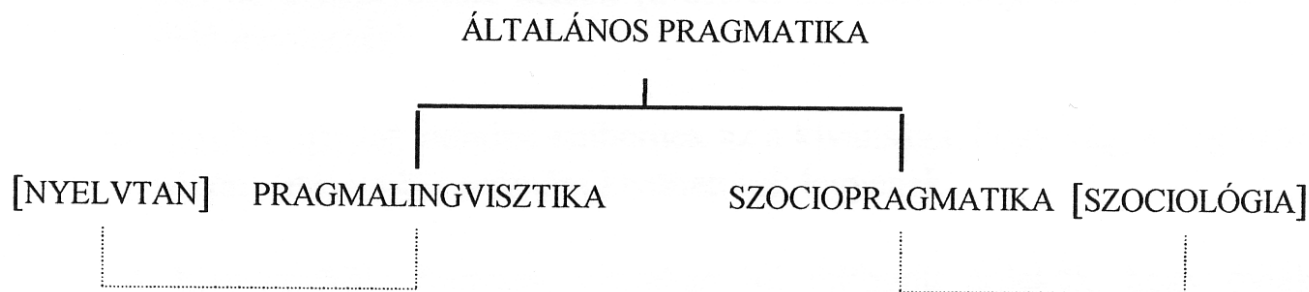 ÁLTALÁNOS PRAGMATIKA
[NYELVTAN] PRAGMALINGVISZTIKA SZOCIOPRAGMATIKA [SZOCIOLÓGIA]